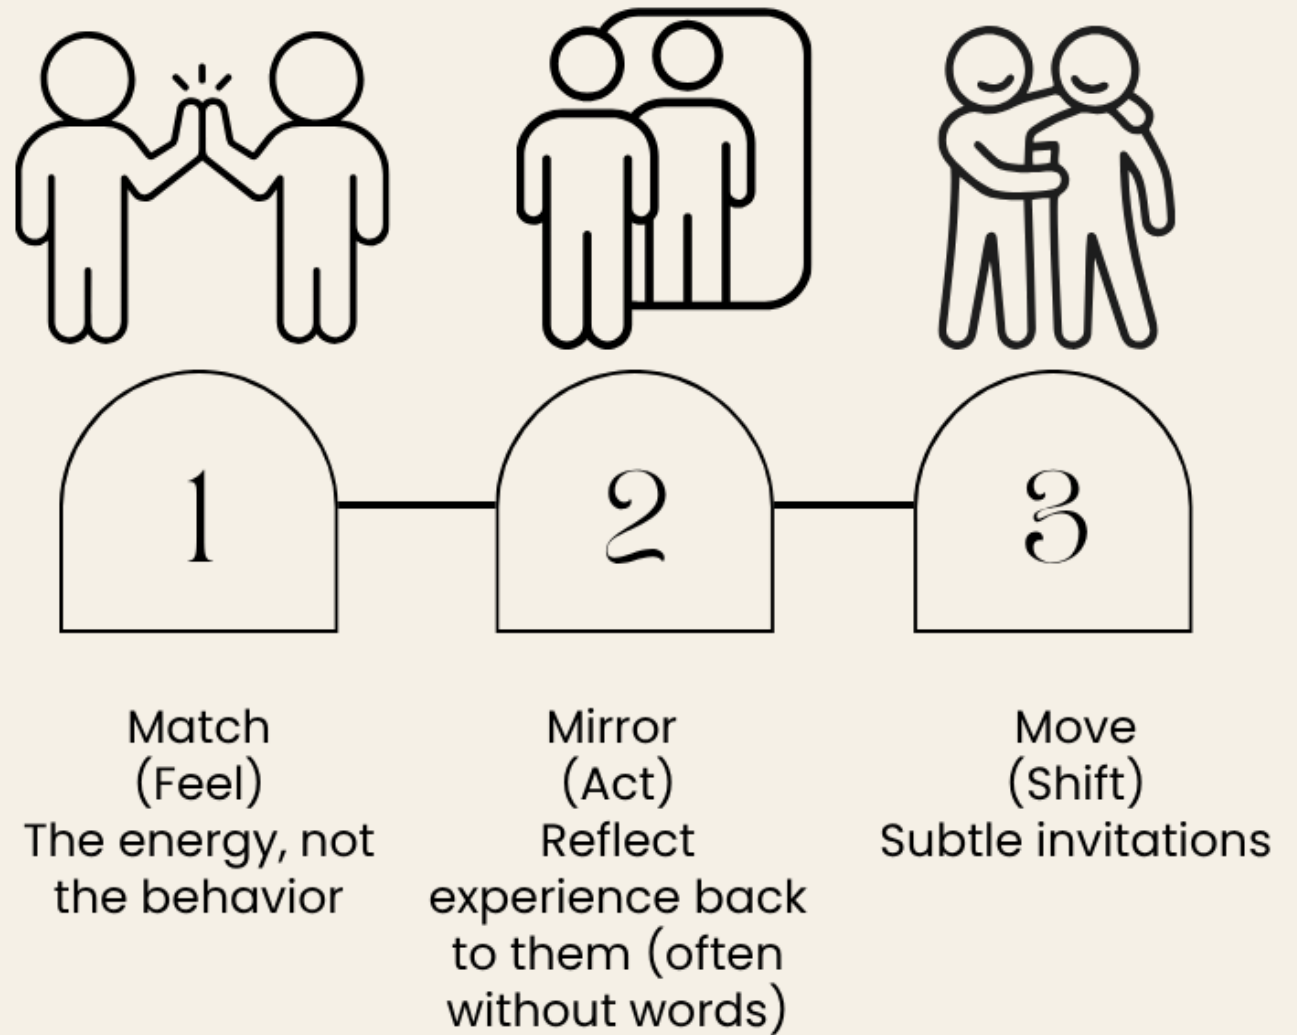 1
2
3
Match
(Feel)
The energy, not
the behavior
Mirror
(Act)
Reflect
experience back
to them (often
without words)
Move
(Shift)
Subtle invitations